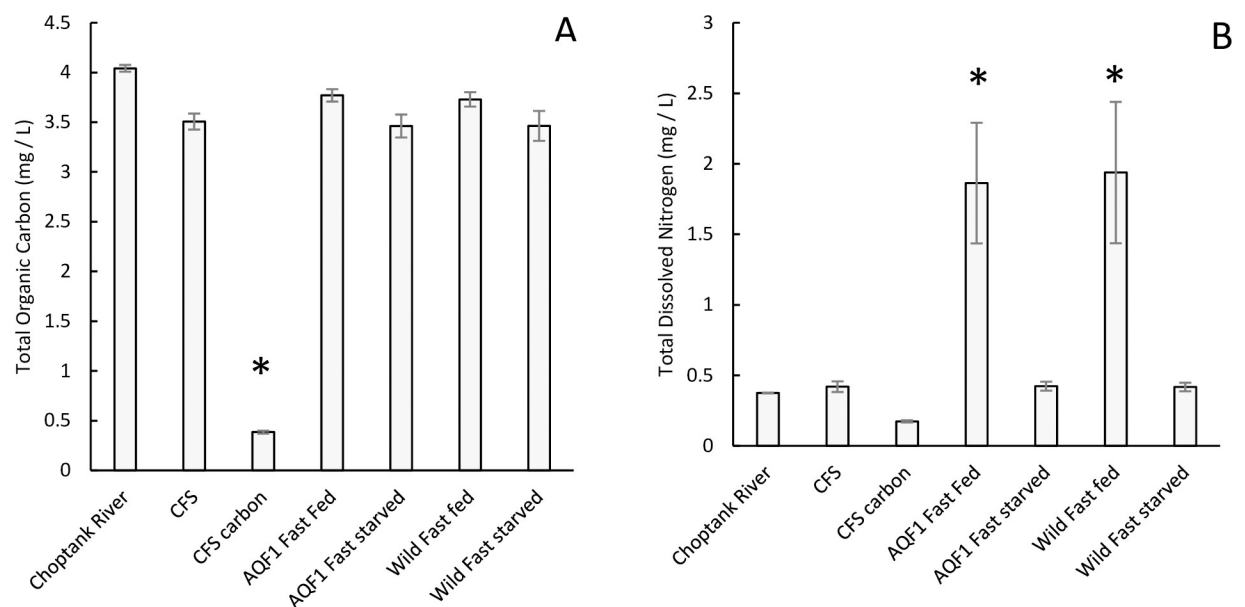 A
Total Organic Carbon (mg / L)
4.5
4
3.5
3
2.5
2
1.5
1
0.5
0
*
Choptank River
CFS
CFS carbon
AQF1 Fast Fed
AQF1 Fast starved
Wild Fast fed
Wild Fast starved
B
Total Dissolved Nitrogen (mg / L)
3
2.5
2
1.5
1
0.5
0
*
*
Choptank River
CFS
CFS carbon
AQF1 Fast Fed
AQF1 Fast starved
Wild Fast fed
Wild Fast starved